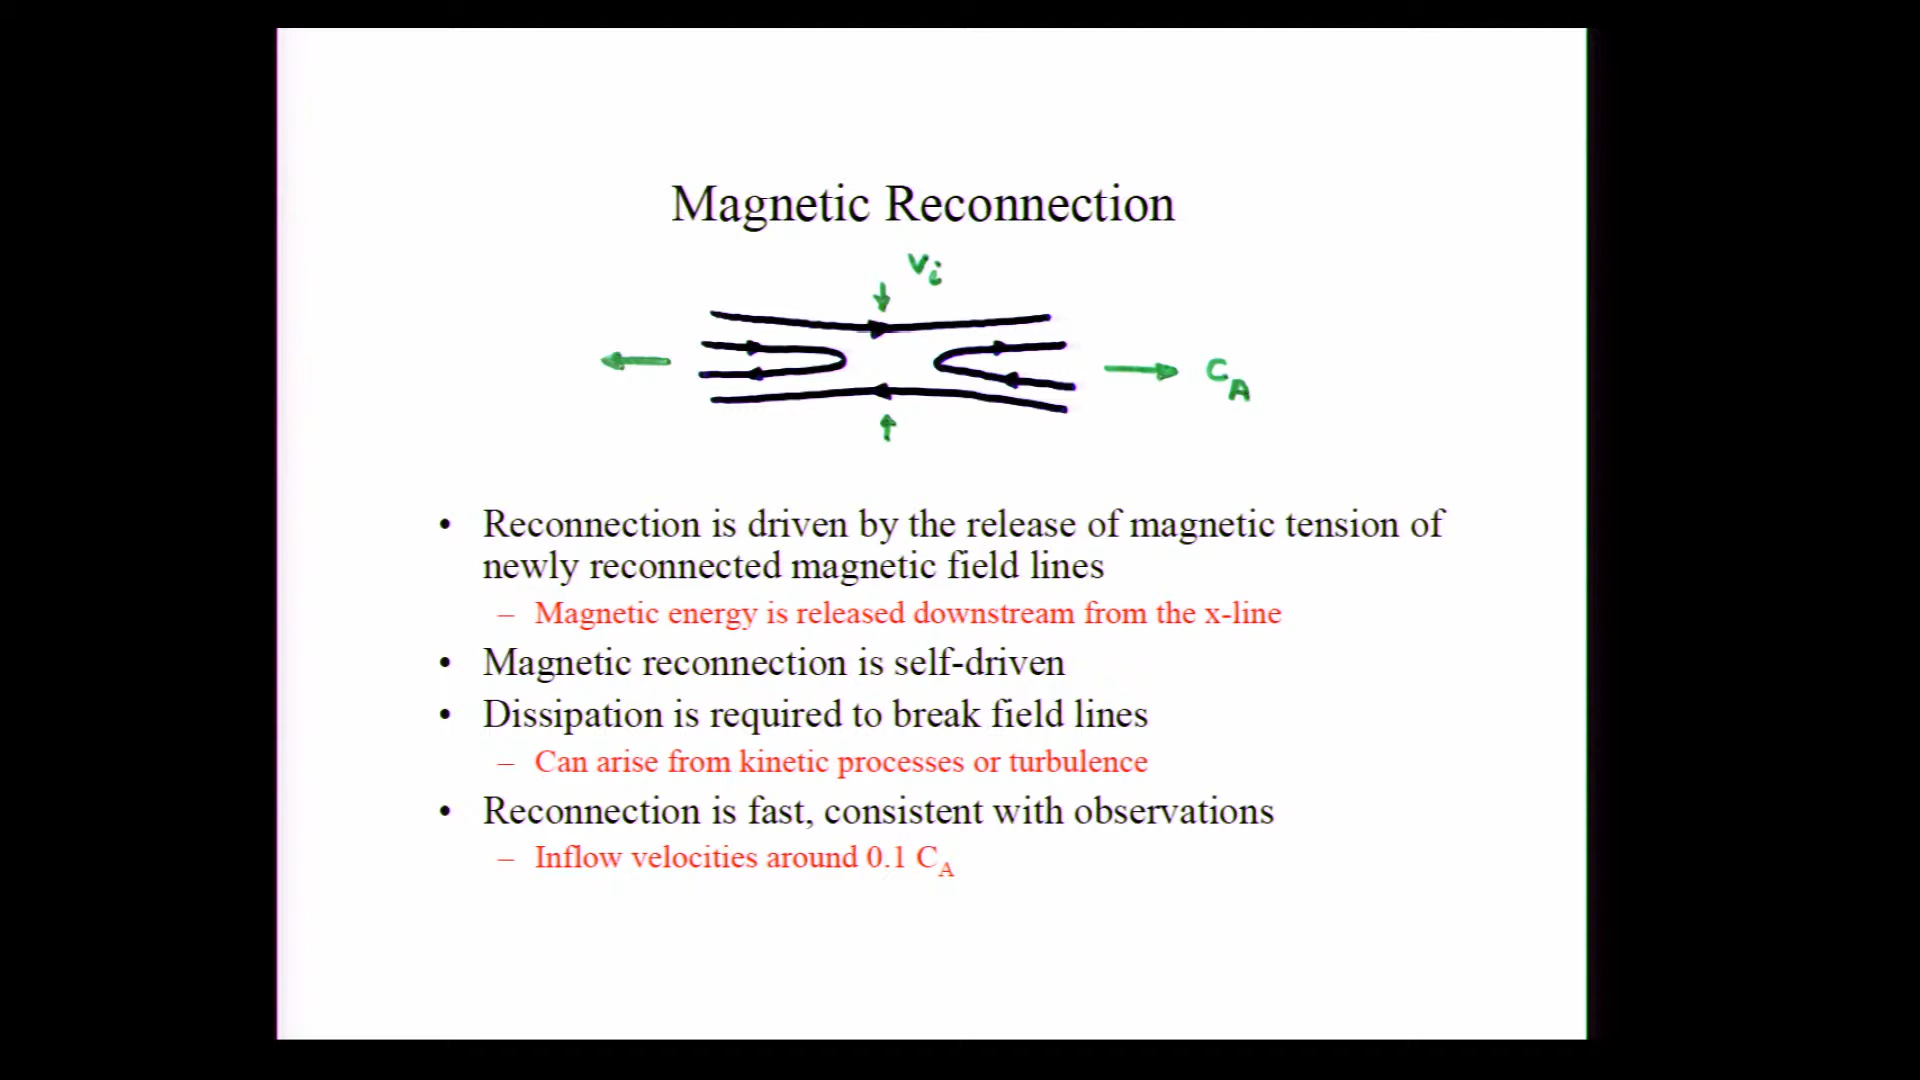 Magnetic Reconnection
vi
CA
• Reconnection is driven by the release of magnetic tension of
newly reconnected magnetic field lines
– Magnetic energy is released downstream from the x-line
• Magnetic reconnection is self-driven
• Dissipation is required to break field lines
– Can arise from kinetic processes or turbulence
• Reconnection is fast, consistent with observations
– Inflow velocities around 0.1 CA